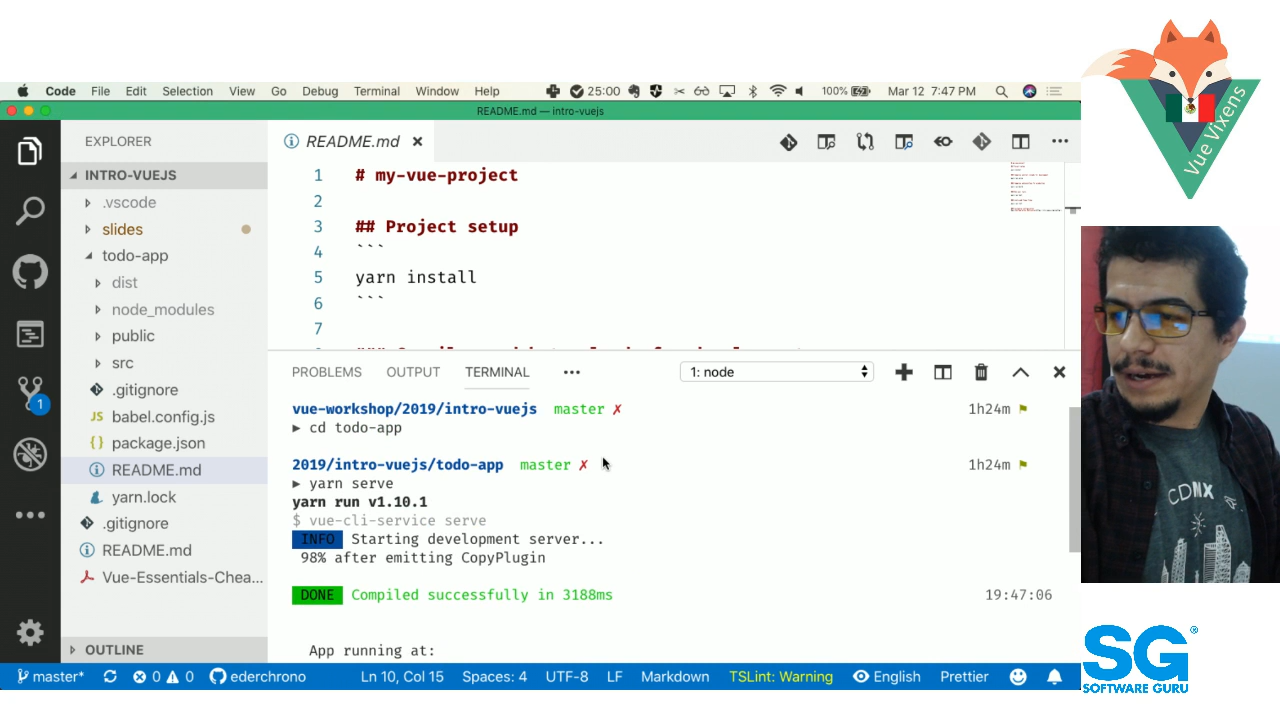 Code File Edit Selection View Go Debug Terminal Window Help 25:00 100% Mar 12 7:47 PM
README.md — intro-vuejs
EXPLORER
INTRO-VUEJS
.vscode
slides
todo-app
dist
node_modules
public
src
.gitignore
JS babel.config.js
{} package.json
README.md
yarn.lock
.gitignore
README.md
Vue-Essentials-Chea...
OUTLINE
1
README.md
1 # my-vue-project
2
3 ## Project setup
4 ```
5 yarn install
6 ```
7
PROBLEMS OUTPUT TERMINAL ••• 1: node
vue-workshop/2019/intro-vuejs master ✗ 1h24m
▶ cd todo-app
2019/intro-vuejs/todo-app master ✗ 1h24m
▶ yarn serve
yarn run v1.10.1
$ vue-cli-service serve
INFO Starting development server...
98% after emitting CopyPlugin
DONE Compiled successfully in 3188ms 19:47:06
App running at:
master* 0 0 ederchrono Ln 10, Col 15 Spaces: 4 UTF-8 LF Markdown TSLint: Warning English Prettier
Vue Vixens
CDMX
SG®
SOFTWARE GURU